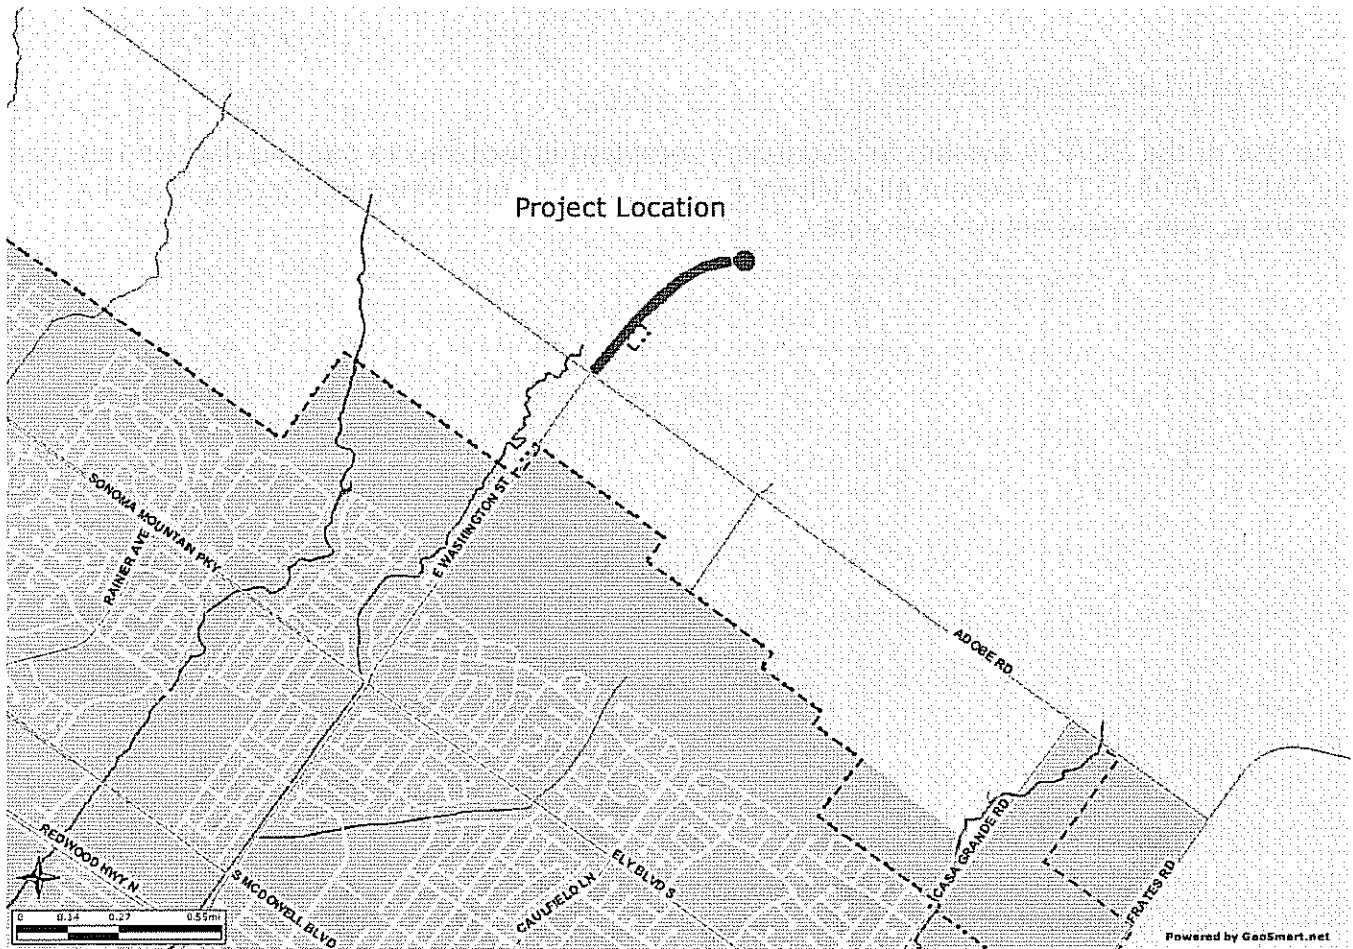 Project Location
SONOMA MOUNTAIN PKY
RAINIER AVE
E WASHINGTON ST
ADOBE RD
REDWOOD HWY N
S MCDOWELL BLVD
CAULFIELD LN
ELY BLVD S
CASA GRANDE RD
FRATES RD
0 0.14 0.27 0.55mi
Powered by GeoSmart.net